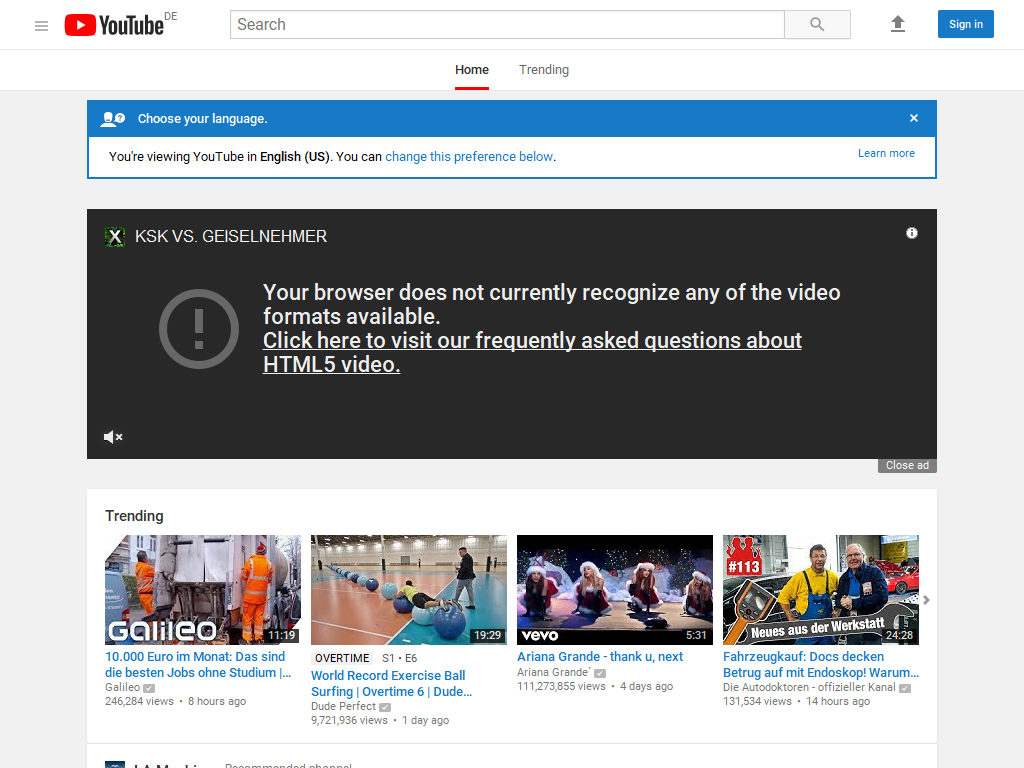 YouTube DE
Search
Sign in
Home
Trending
Choose your language.
You're viewing YouTube in English (US). You can change this preference below.
Learn more
KSK VS. GEISELNEHMER
Your browser does not currently recognize any of the video
formats available.
Click here to visit our frequently asked questions about
HTML5 video.
Close ad
Trending
Galileo
11:19
10.000 Euro im Monat: Das sind
die besten Jobs ohne Studium |...
Galileo
246,284 views • 8 hours ago
19:29
OVERTIME S1 • E6
World Record Exercise Ball
Surfing | Overtime 6 | Dude...
Dude Perfect
9,721,936 views • 1 day ago
vevo
5:31
Ariana Grande - thank u, next
Ariana Grande`
111,273,855 views • 4 days ago
#113
Neues aus der Werkstatt
24:28
Fahrzeugkauf: Docs decken
Betrug auf mit Endoskop! Warum...
Die Autodoktoren - offizieller Kanal
131,534 views • 14 hours ago
Recommended channel